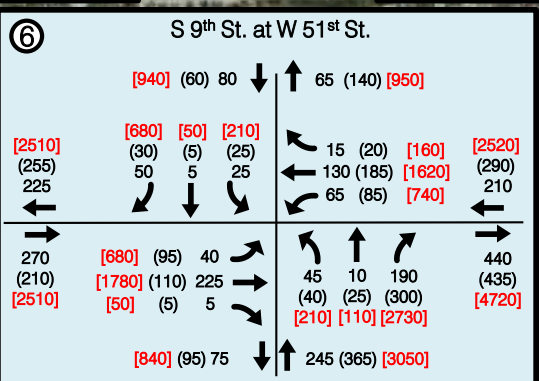 6
S 9th St. at W 51st St.
[940] (60) 80
65 (140) [950]
[680] [50] [210]
(30) (5) (25)
50 5 25
[2510]
(255)
225
15 (20) [160]
130 (185) [1620]
65 (85) [740]
[2520]
(290)
210
270
(210)
[2510]
[680] (95) 40
[1780] (110) 225
[50] (5) 5
45 10 190
(40) (25) (300)
[210] [110] [2730]
440
(435)
[4720]
[840] (95) 75
245 (365) [3050]